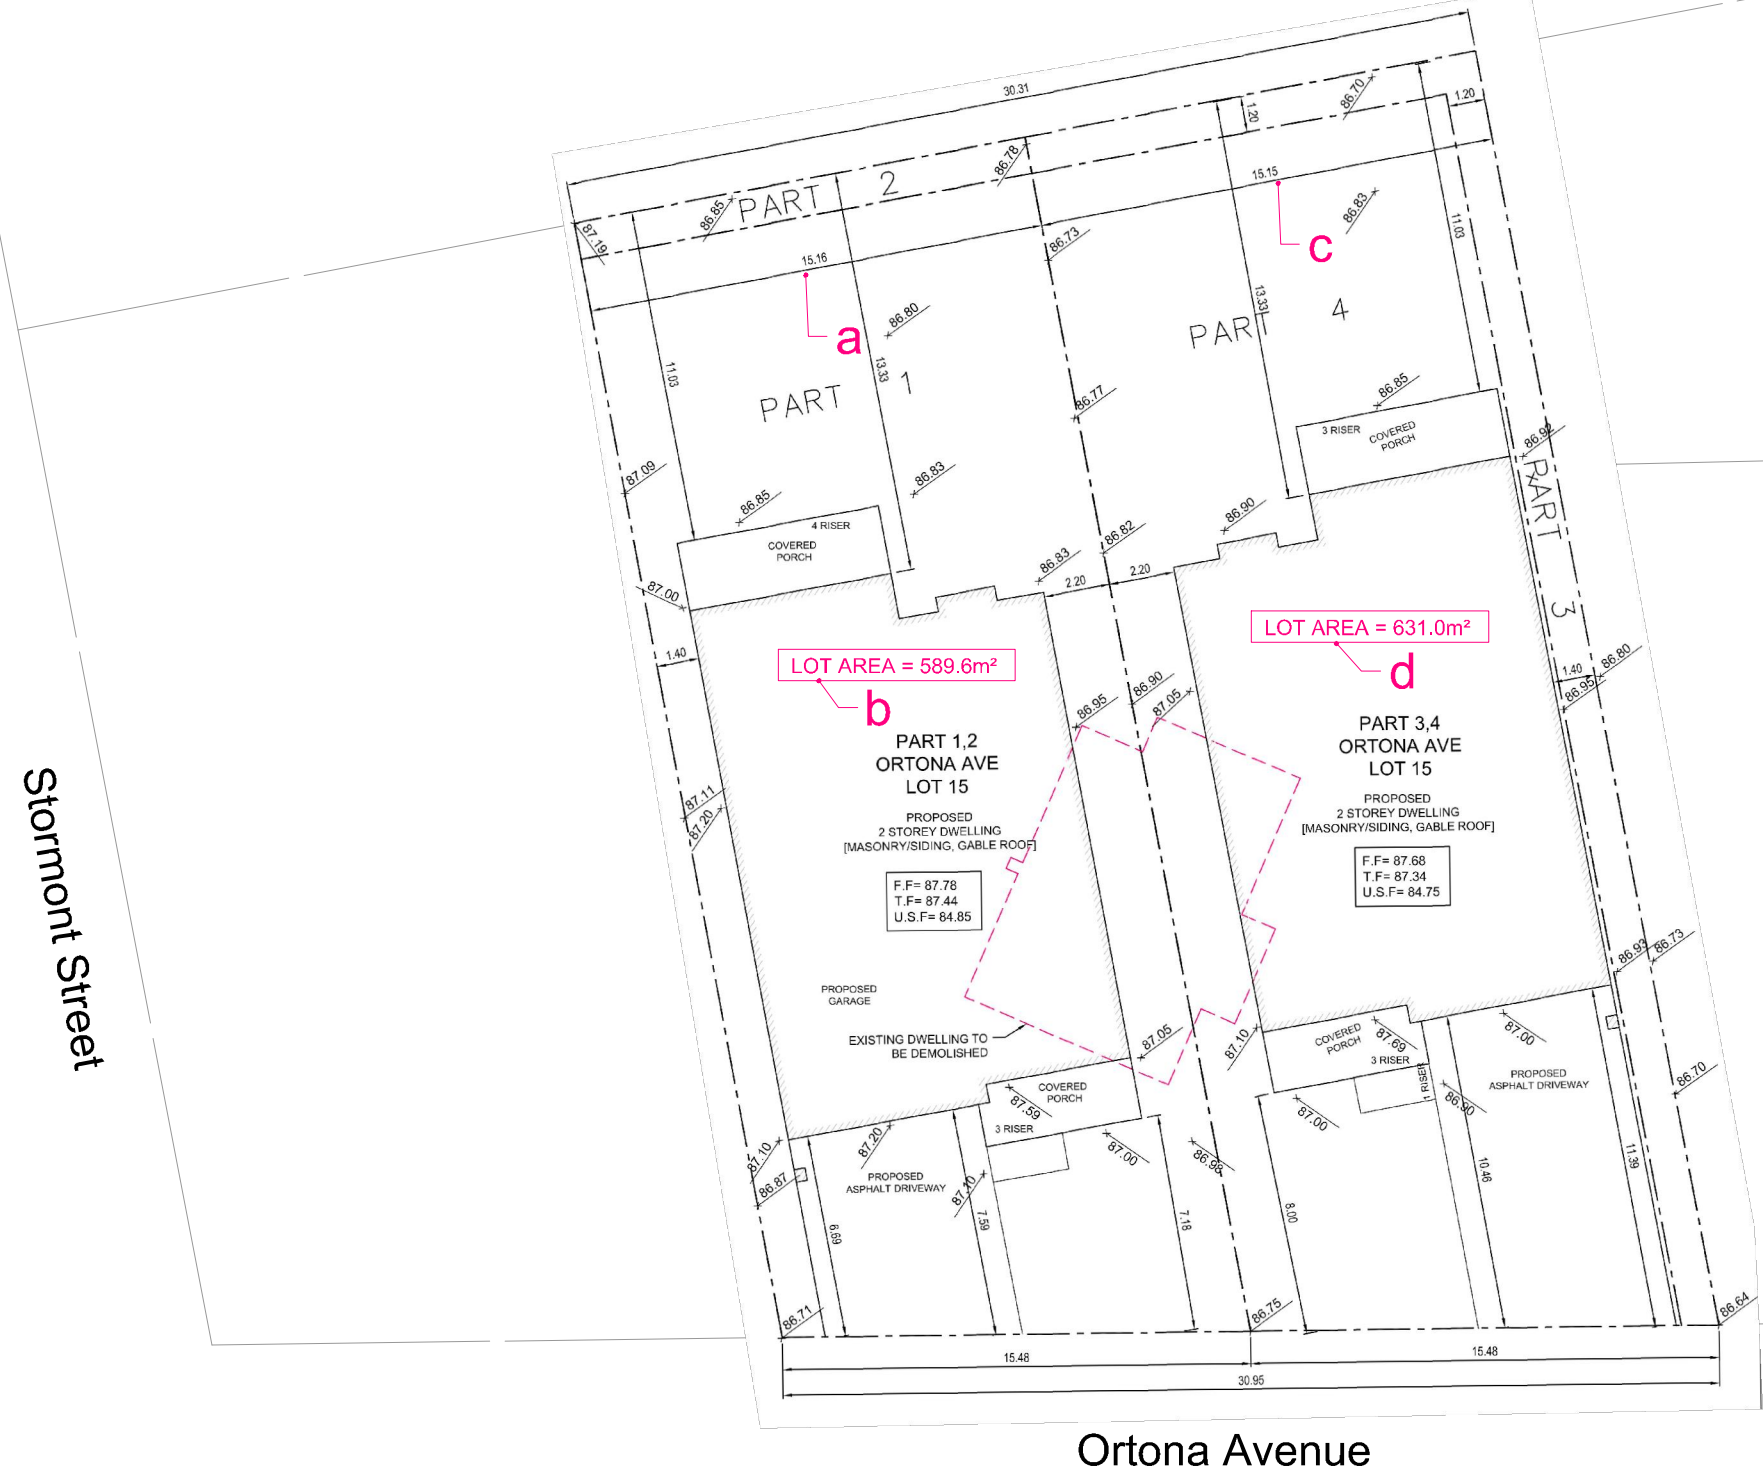 30.31
86.70
1.20
1.20
86.78
15.15
PART 2
86.85
87.19
86.83
11.03
86.73
c
15.16
13.33
a
86.80
PART 4
11.03
13.33
PART 1
86.85
86.77
3 RISER
COVERED
PORCH
86.92
87.09
86.83
86.85
PART 3
4 RISER
86.90
COVERED
PORCH
86.82
86.83
2.20
2.20
87.00
LOT AREA = 631.0m²
1.40
LOT AREA = 589.6m²
d
86.80
1.40
86.95
b
86.90
87.05
86.95
PART 1,2
ORTONA AVE
LOT 15
PART 3,4
ORTONA AVE
LOT 15
87.11
87.20
PROPOSED
2 STOREY DWELLING
[MASONRY/SIDING, GABLE ROOF]
PROPOSED
2 STOREY DWELLING
[MASONRY/SIDING, GABLE ROOF]
F.F= 87.78
T.F= 87.44
U.S.F= 84.85
F.F= 87.68
T.F= 87.34
U.S.F= 84.75
Stormont Street
86.93
86.73
PROPOSED
GARAGE
EXISTING DWELLING TO
BE DEMOLISHED
87.05
87.10
COVERED
PORCH
87.69
3 RISER
87.00
1 RISER
PROPOSED
ASPHALT DRIVEWAY
86.70
COVERED
PORCH
87.59
3 RISER
86.90
87.00
87.20
87.10
87.00
86.98
86.87
PROPOSED
ASPHALT DRIVEWAY
87.10
11.39
10.46
6.69
7.59
7.18
8.00
86.71
86.75
86.64
15.48
15.48
30.95
Ortona Avenue